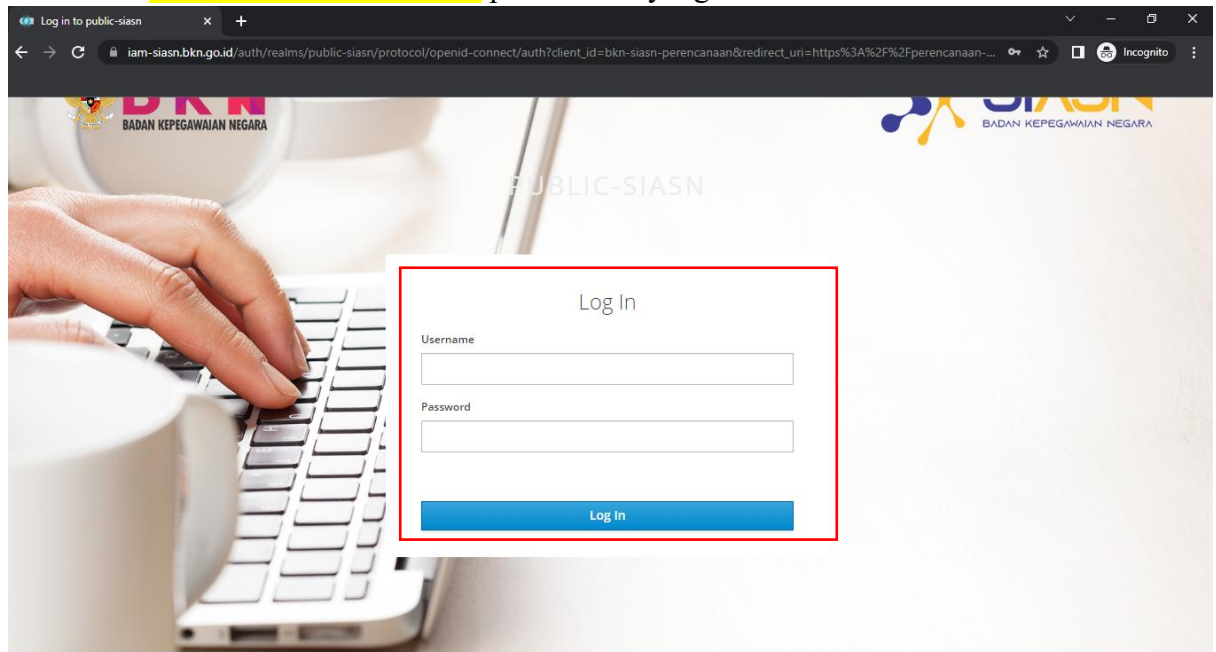 Log in to public-siasn
iam-siasn.bkn.go.id/auth/realms/public-siasn/protocol/openid-connect/auth?client_id=bkn-siasn-perencanaan&redirect_uri=https%3A%2F%2Fperencanaan-...
Incognito
BKN
BADAN KEPEGAWAIAN NEGARA
SIASN
BADAN KEPEGAWAIAN NEGARA
PUBLIC-SIASN
Log In
Username
Password
Log In